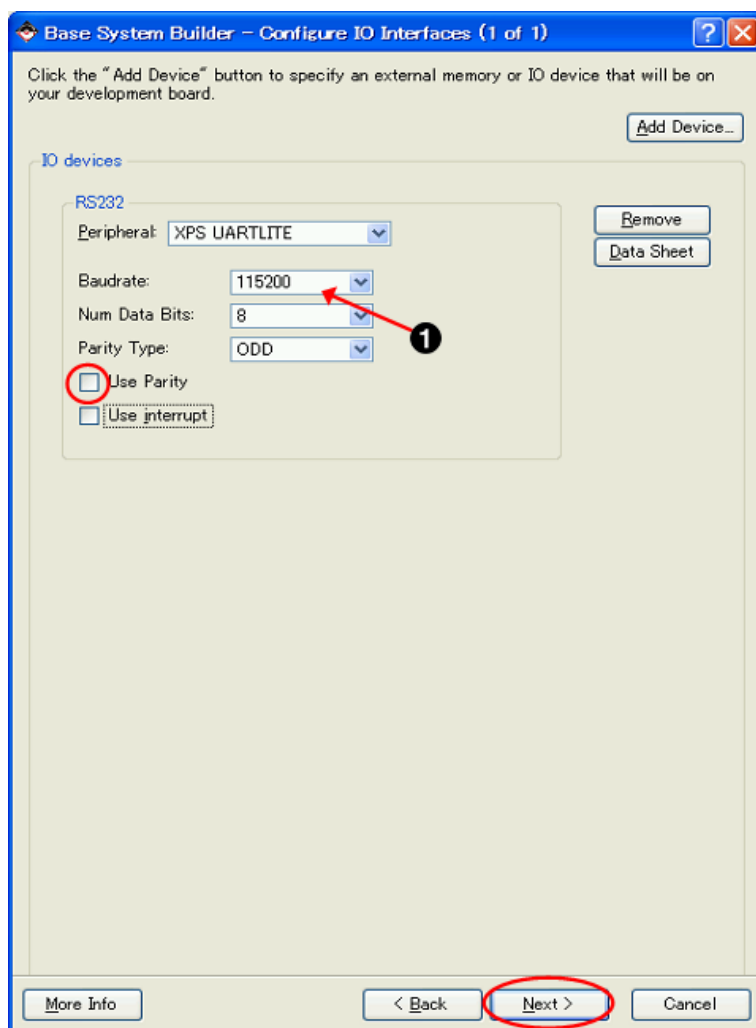 Base System Builder - Configure IO Interfaces (1 of 1)
Click the "Add Device" button to specify an external memory or IO device that will be on
your development board.
Add Device...
IO devices
RS232
Peripheral: XPS UARTLITE
Remove
Data Sheet
Baudrate: 115200
Num Data Bits: 8
❶
Parity Type: ODD
Use Parity
Use interrupt
More Info
< Back
Next >
Cancel